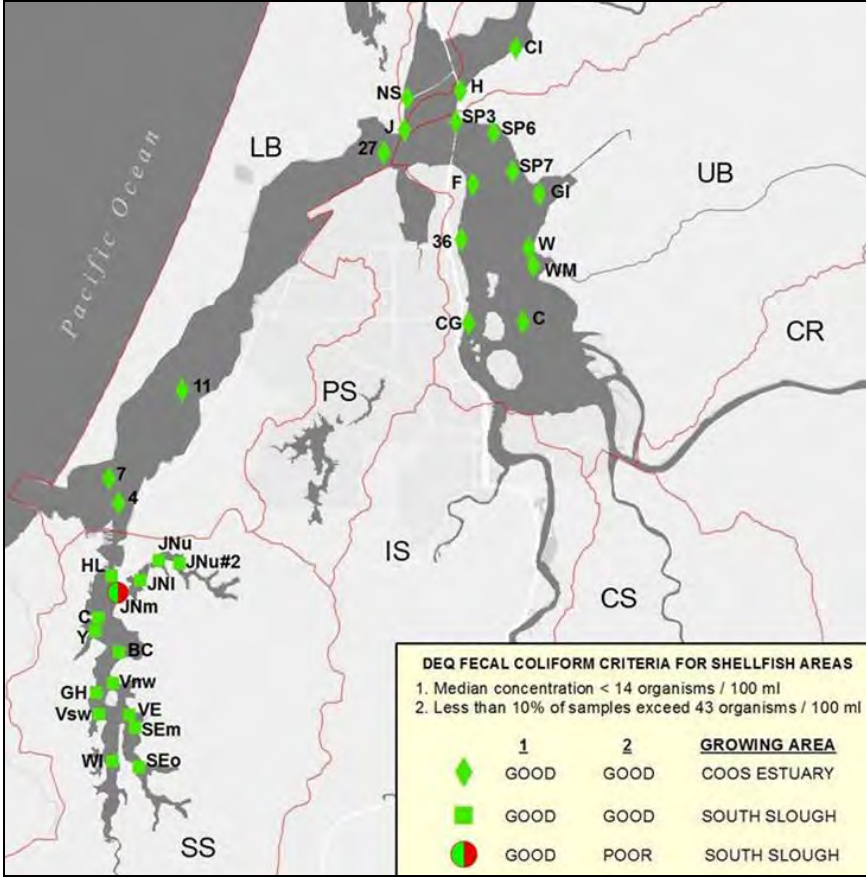 CI
H
NS
SP3
J
SP6
LB
27
SP7
UB
F
GI
Pacific Ocean
36
W
WM
CG
C
CR
PS
11
7
4
IS
JNu
JNu#2
HL
JNI
JNm
CS
C
Y
BC
Vnw
GH
Vsw
VE
SEm
WI
SEo
SS
DEQ FECAL COLIFORM CRITERIA FOR SHELLFISH AREAS
1. Median concentration < 14 organisms / 100 ml
2. Less than 10% of samples exceed 43 organisms / 100 ml
1 2 GROWING AREA
GOOD GOOD COOS ESTUARY
GOOD GOOD SOUTH SLOUGH
GOOD POOR SOUTH SLOUGH